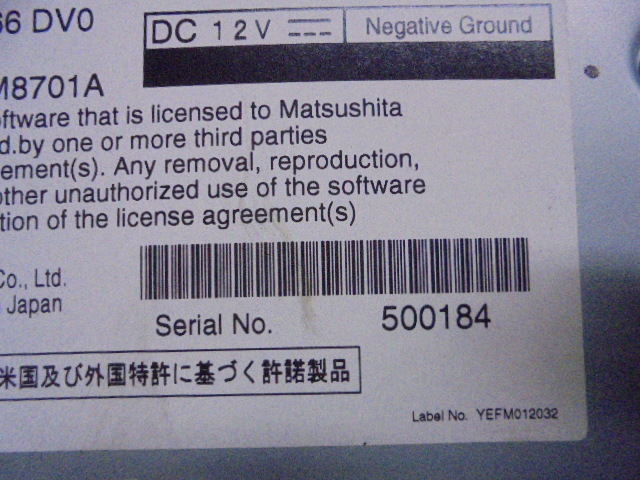 66 DV0
DC 12V
Negative Ground
M8701A
oftware that is licensed to Matsushita
d.by one or more third parties
ement(s). Any removal, reproduction,
other unauthorized use of the software
tion of the license agreement(s)
Co., Ltd.
Japan
Serial No. 500184
米国及び外国特許に基づく許諾製品
Label No. YEFM012032